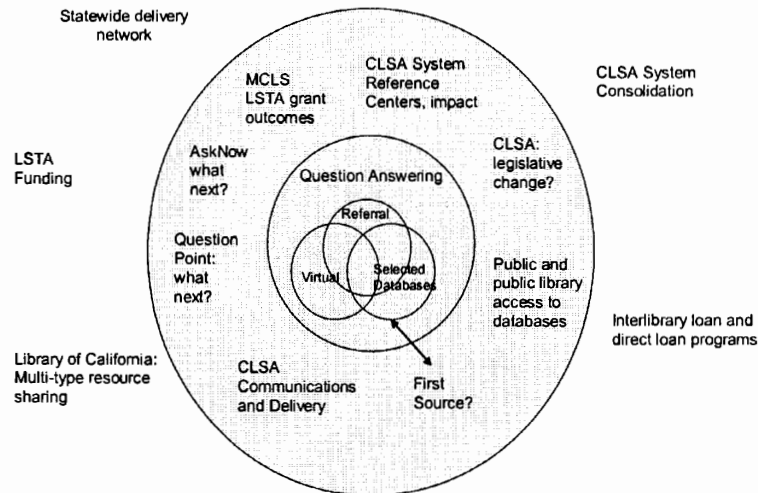 Statewide delivery
network
CLSA System
Reference
Centers, impact
MCLS
LSTA grant
outcomes
CLSA System
Consolidation
LSTA
Funding
AskNow
what
next?
Question Answering
CLSA:
legislative
change?
Referral
Question
Point:
what
next?
Virtual
Selected
Databases
Public and
public library
access to
databases
Interlibrary loan and
direct loan programs
Library of California:
Multi-type resource
sharing
CLSA
Communications
and Delivery
First
Source?